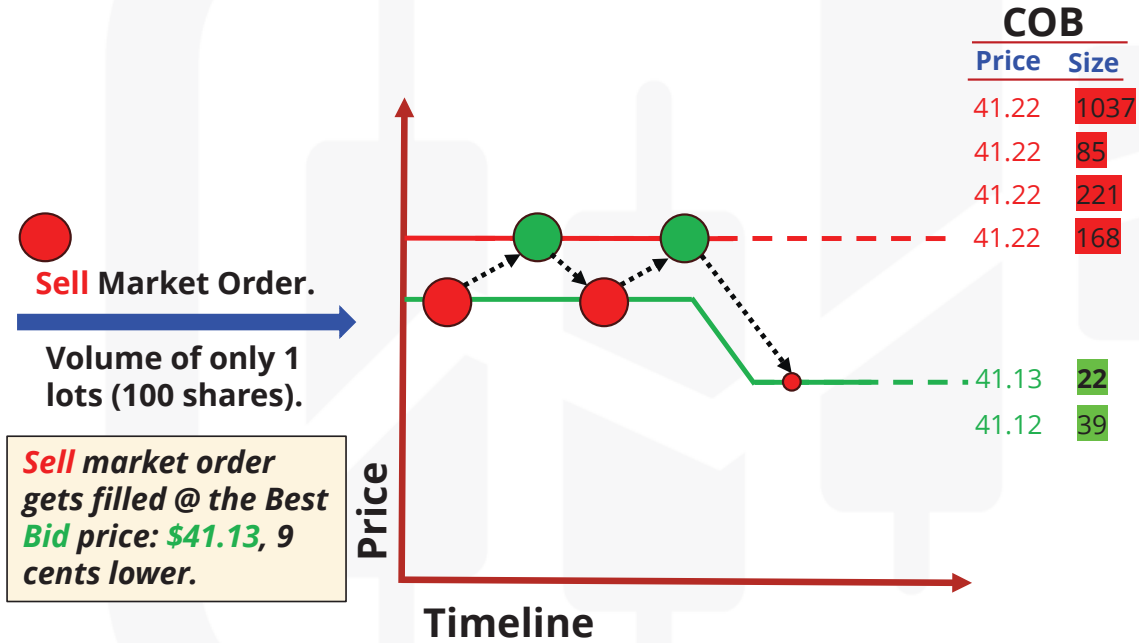 COB
Price Size
41.22 1037
41.22 85
41.22 221
41.22 168
Sell Market Order.
Volume of only 1
lots (100 shares).
41.13 22
41.12 39
Sell market order
gets filled @ the Best
Bid price: $41.13, 9
cents lower.
Price
Timeline